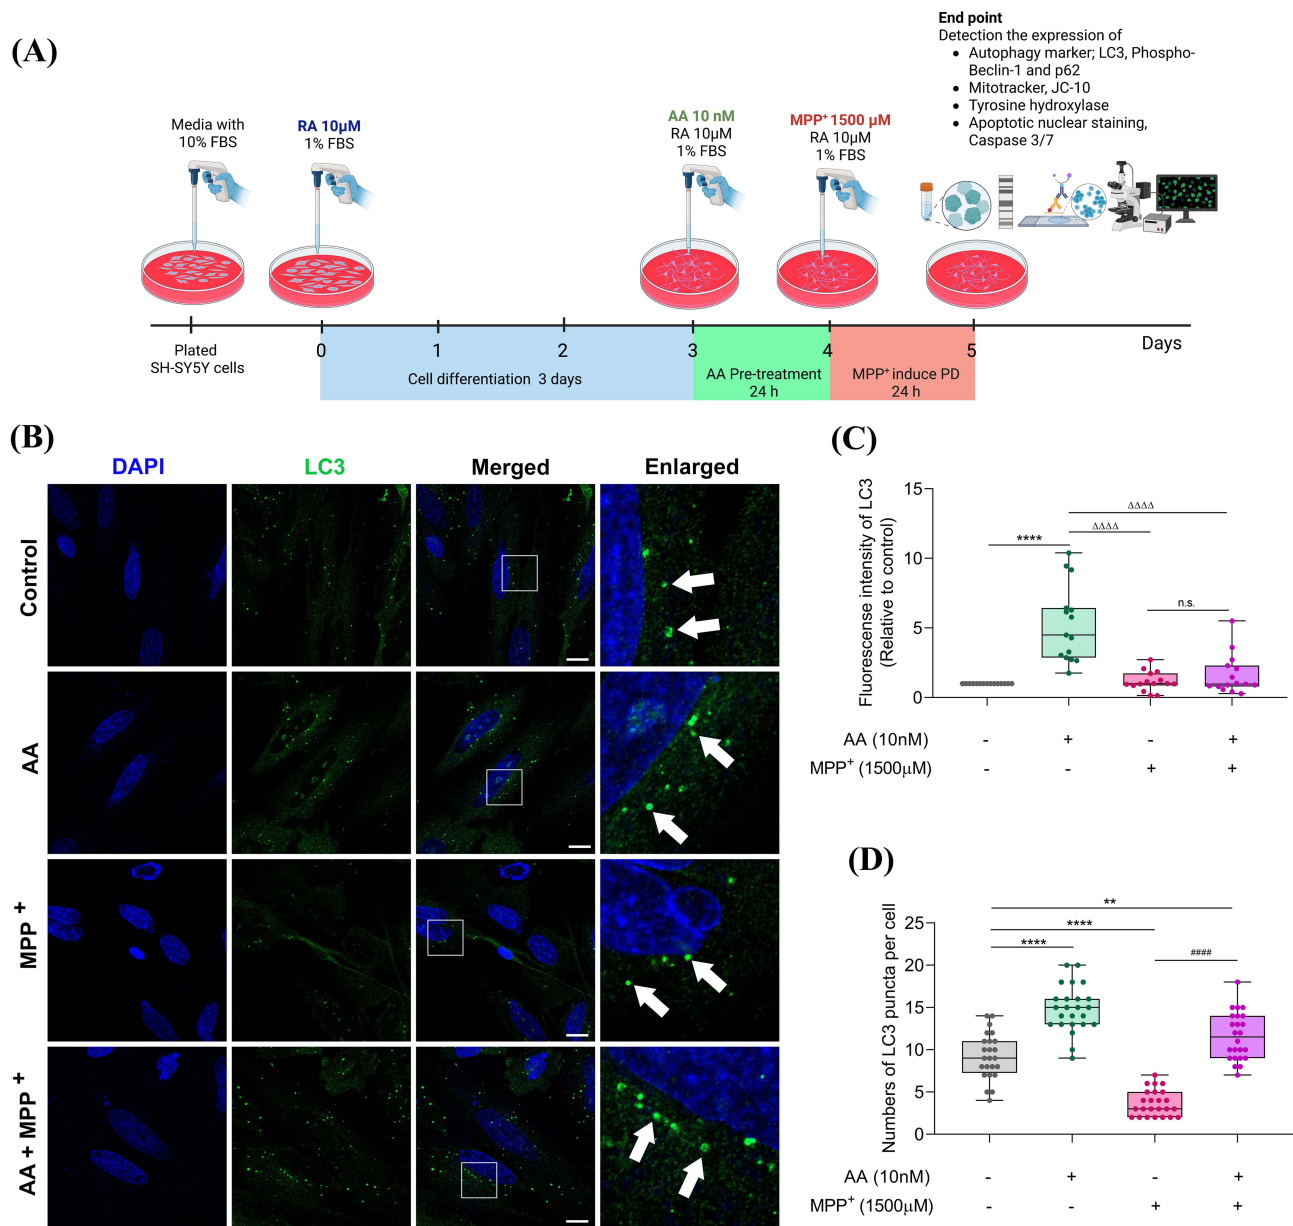 (A)
Media with
10% FBS
RA 10µM
1% FBS
AA 10 nM
RA 10µM
1% FBS
MPP⁺ 1500 µM
RA 10µM
1% FBS
End point
Detection the expression of
● Autophagy marker; LC3, Phospho-
Beclin-1 and p62
● Mitotracker, JC-10
● Tyrosine hydroxylase
● Apoptotic nuclear staining,
Caspase 3/7
Plated
SH-SY5Y cells
0
1
2
3
4
5
Days
Cell differentiation 3 days
AA Pre-treatment
24 h
MPP⁺ induce PD
24 h
(B)
DAPI
LC3
Merged
Enlarged
Control
AA
MPP⁺
AA + MPP⁺
(C)
Fluorescense intensity of LC3
(Relative to control)
15
10
5
0
****
ΔΔΔΔ
ΔΔΔΔ
n.s.
AA (10nM) - + - +
MPP⁺ (1500µM) - - + +
(D)
Numbers of LC3 puncta per cell
25
20
15
10
5
0
**
****
****
####
AA (10nM) - + - +
MPP⁺ (1500µM) - - + +